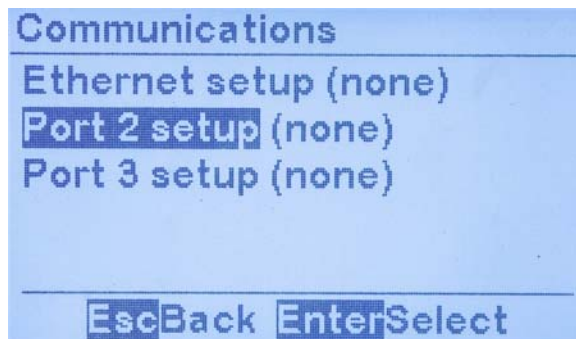 Communications
Ethernet setup (none)
Port 2 setup (none)
Port 3 setup (none)
EscBack EnterSelect